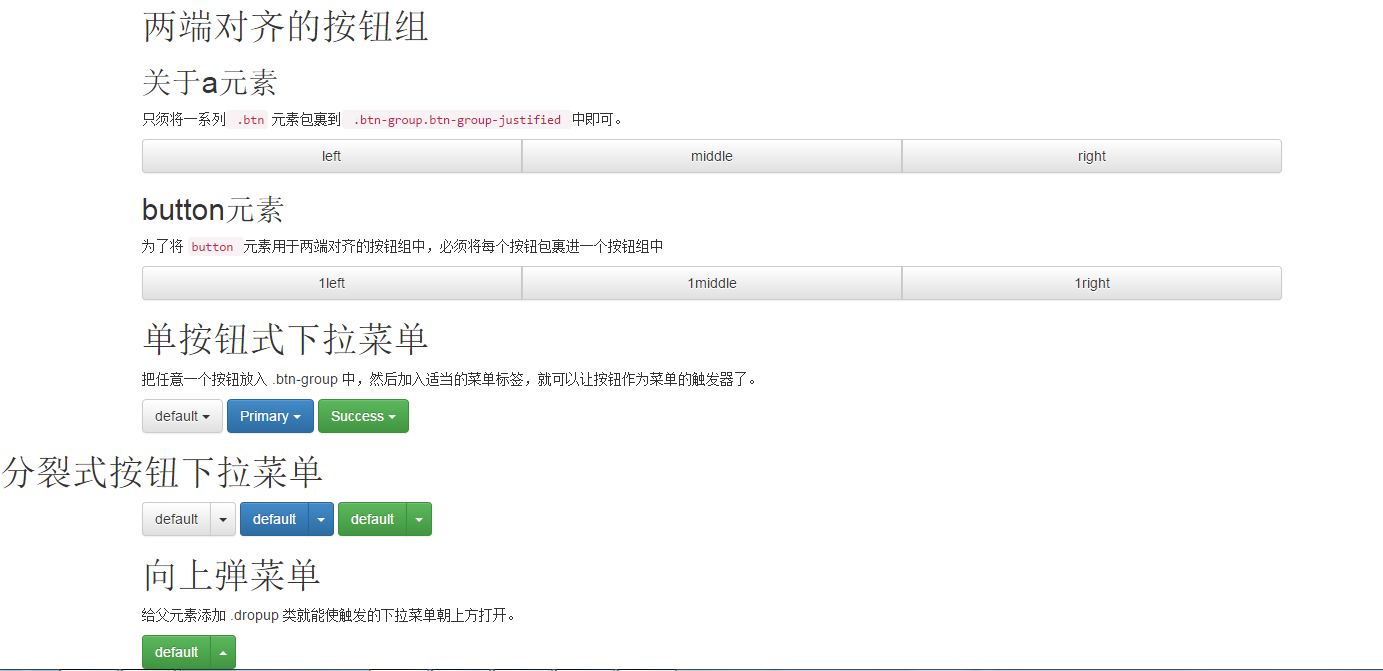 两端对齐的按钮组
关于a元素
只须将一系列 .btn 元素包裹到 .btn-group.btn-group-justified 中即可。
left middle right
button元素
为了将 button 元素用于两端对齐的按钮组中，必须将每个按钮包裹进一个按钮组中
1left 1middle 1right
单按钮式下拉菜单
把任意一个按钮放入 .btn-group 中，然后加入适当的菜单标签，就可以让按钮作为菜单的触发器了。
default Primary Success
分裂式按钮下拉菜单
default default default
向上弹菜单
给父元素添加 .dropup 类就能使触发的下拉菜单朝上方打开。
default